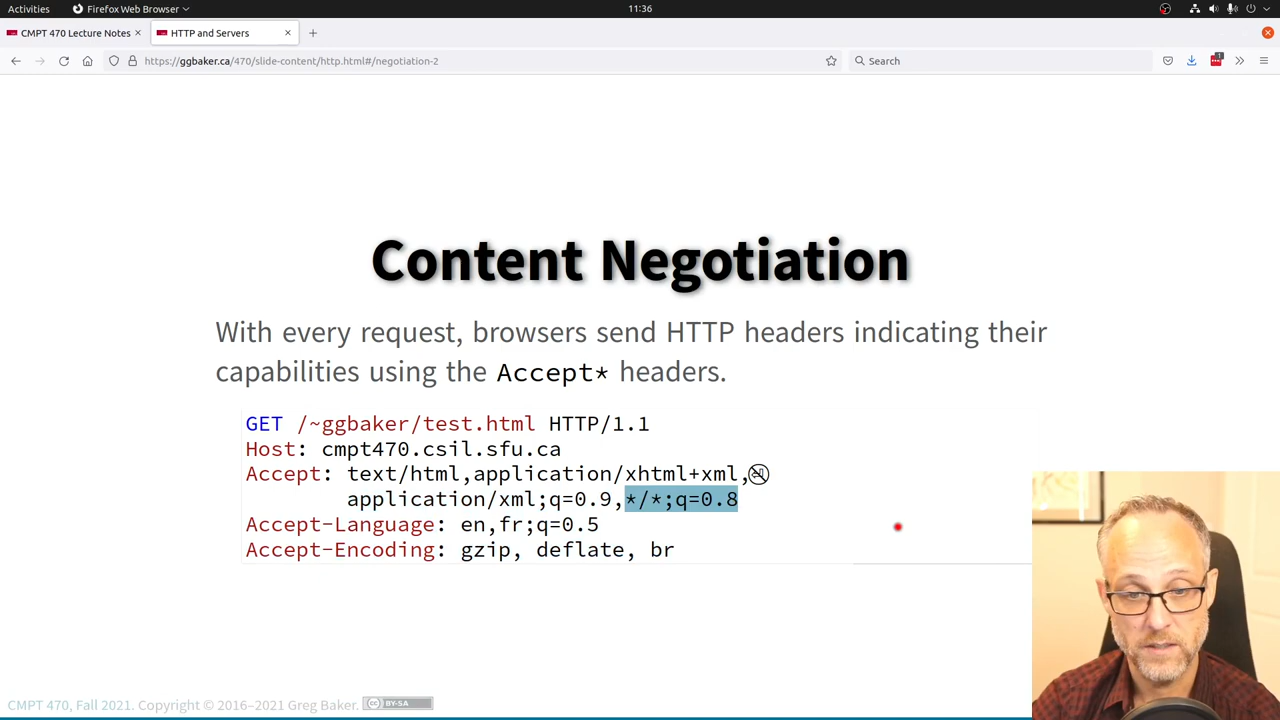 Activities
Firefox Web Browser
11:36
CMPT 470 Lecture Notes
HTTP and Servers
https://ggbaker.ca/470/slide-content/http.html#/negotiation-2
Search
1
Content Negotiation
With every request, browsers send HTTP headers indicating their
capabilities using the Accept* headers.
GET /~ggbaker/test.html HTTP/1.1
Host: cmpt470.csil.sfu.ca
Accept: text/html,application/xhtml+xml,
application/xml;q=0.9,*/*;q=0.8
Accept-Language: en,fr;q=0.5
Accept-Encoding: gzip, deflate, br
CMPT 470, Fall 2021. Copyright © 2016–2021 Greg Baker. CC BY-SA